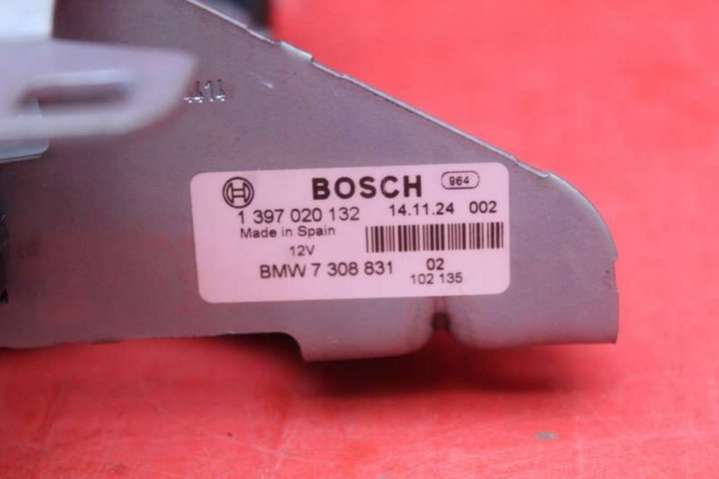 BOSCH 964
1 397 020 132 14.11.24 002
Made in Spain
12V
BMW 7 308 831 02
102 135